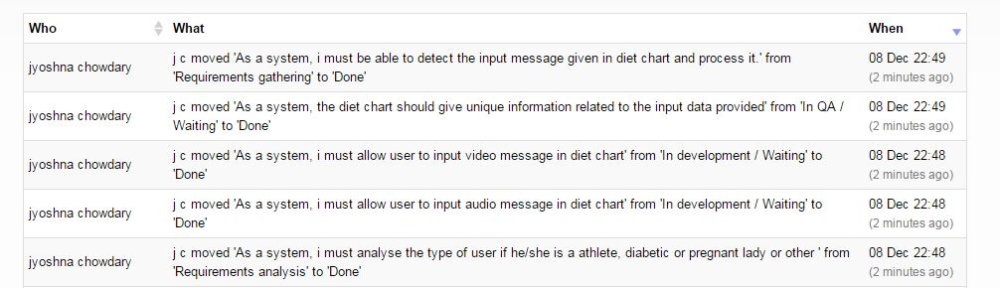 Who What When
jyoshna chowdary
j c moved 'As a system, i must be able to detect the input message given in diet chart and process it.' from
'Requirements gathering' to 'Done'
08 Dec 22:49
(2 minutes ago)
jyoshna chowdary
j c moved 'As a system, the diet chart should give unique information related to the input data provided' from 'In QA /
Waiting' to 'Done'
08 Dec 22:49
(2 minutes ago)
jyoshna chowdary
j c moved 'As a system, i must allow user to input video message in diet chart' from 'In development / Waiting' to
'Done'
08 Dec 22:48
(2 minutes ago)
jyoshna chowdary
j c moved 'As a system, i must allow user to input audio message in diet chart' from 'In development / Waiting' to
'Done'
08 Dec 22:48
(2 minutes ago)
jyoshna chowdary
j c moved 'As a system, i must analyse the type of user if he/she is a athlete, diabetic or pregnant lady or other ' from
'Requirements analysis' to 'Done'
08 Dec 22:48
(2 minutes ago)